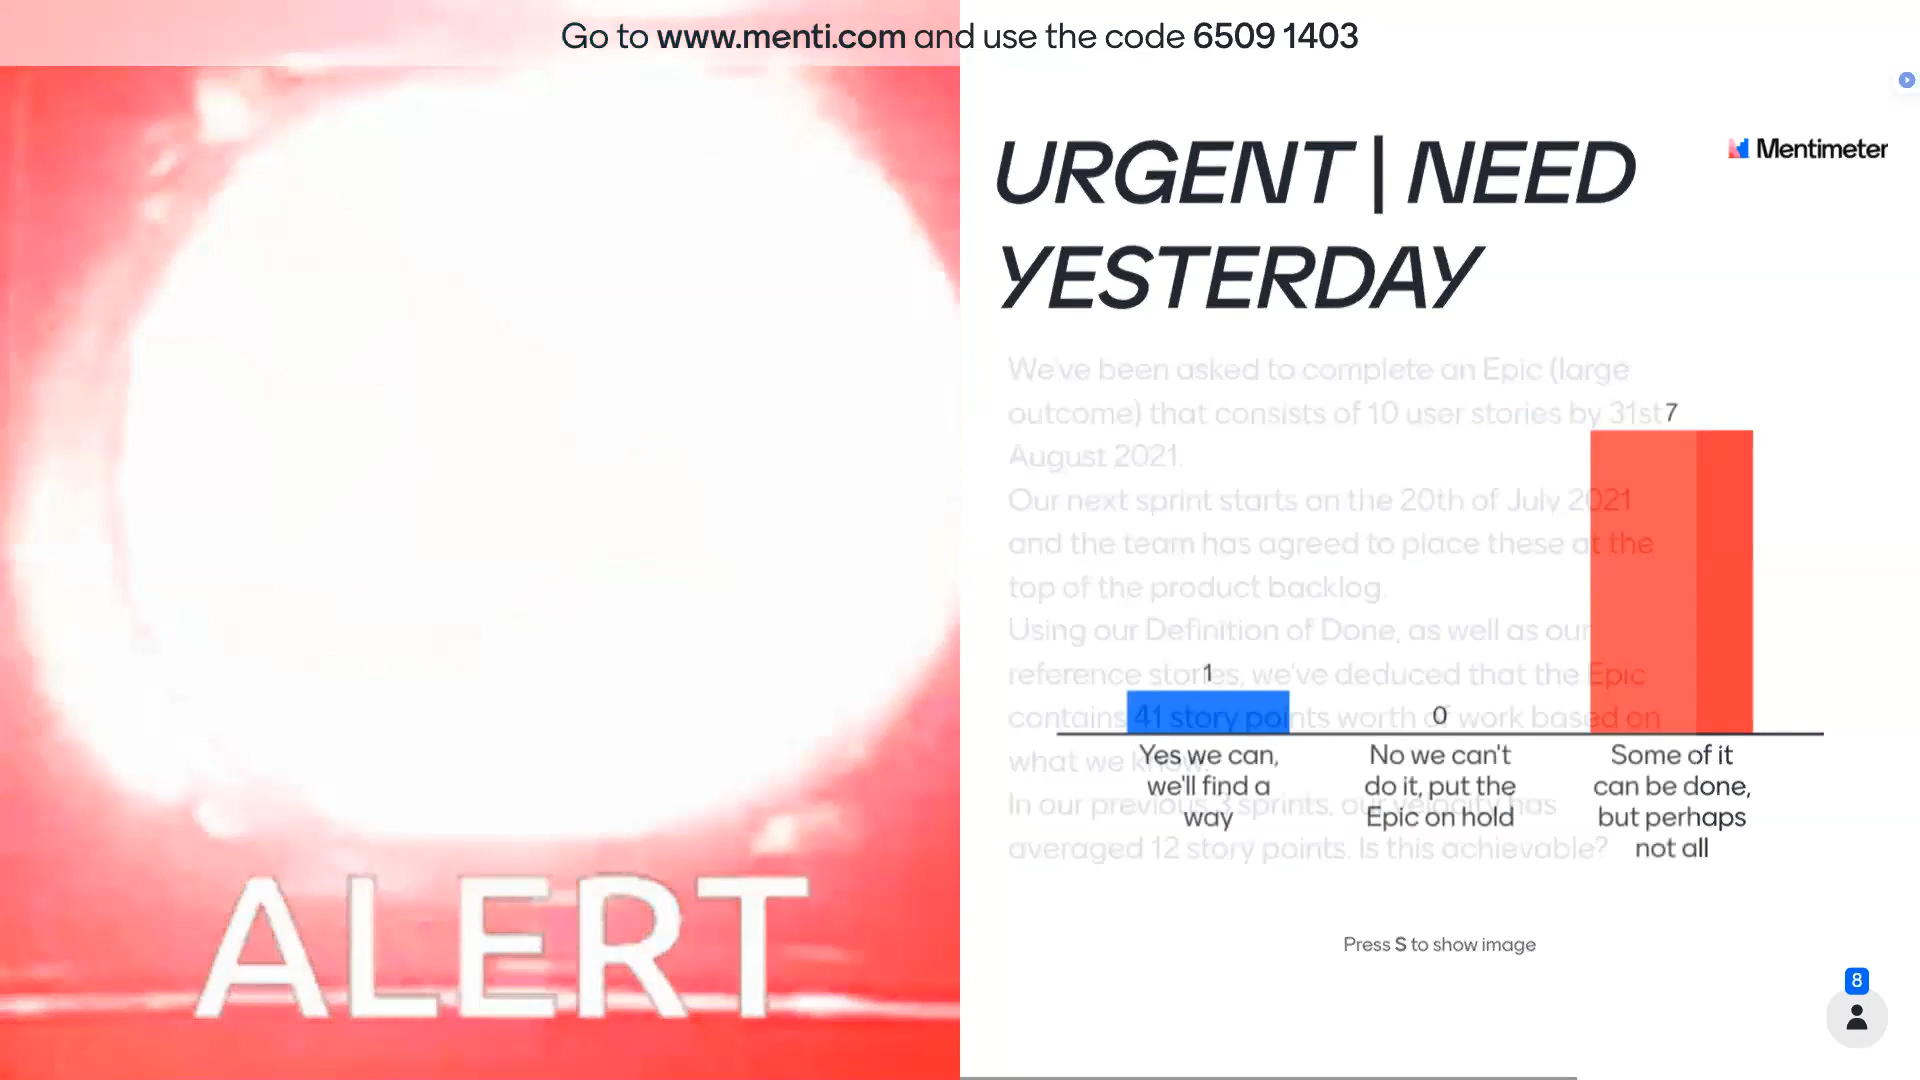 Go to www.menti.com and use the code 6509 1403
URGENT | NEED
YESTERDAY
Mentimeter
We've been asked to complete an Epic (large
outcome) that consists of 10 user stories by 31st
August 2021.
Our next sprint starts on the 20th of July 2021
and the team has agreed to place these at the
top of the product backlog.
Using our Definition of Done, as well as our
reference stories, we've deduced that the Epic
contains 41 story points worth of work based on
what we know.
In our previous 3 sprints, our velocity has
averaged 12 story points. Is this achievable?
1
0
7
Yes we can,
we'll find a
way
No we can't
do it, put the
Epic on hold
Some of it
can be done,
but perhaps
not all
Press S to show image
8
ALERT